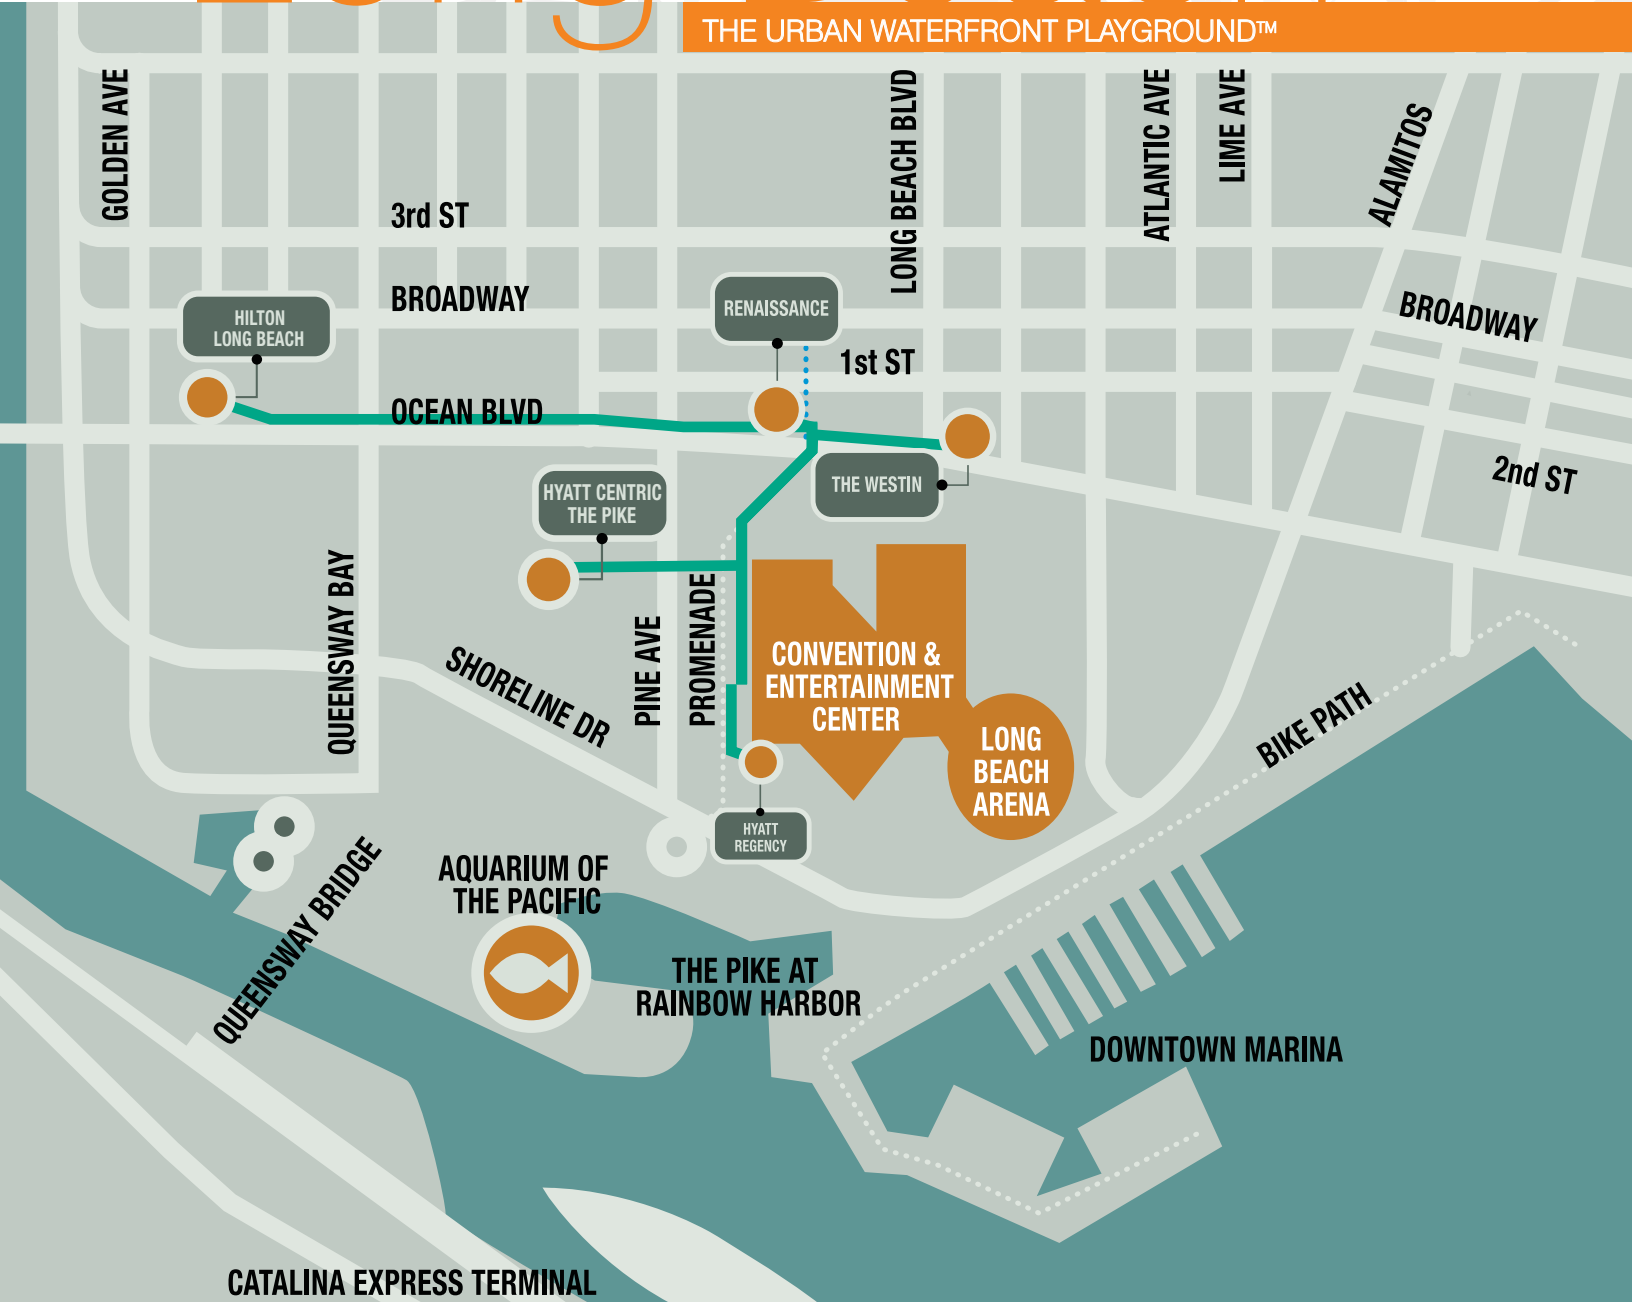 THE URBAN WATERFRONT PLAYGROUND™
GOLDEN AVE
LONG BEACH BLVD
ATLANTIC AVE
LIME AVE
ALAMITOS
3rd ST
BROADWAY
BROADWAY
HILTON
LONG BEACH
RENAISSANCE
1st ST
OCEAN BLVD
2nd ST
HYATT CENTRIC
THE PIKE
THE WESTIN
QUEENSWAY BAY
SHORELINE DR
PINE AVE
PROMENADE
CONVENTION &
ENTERTAINMENT
CENTER
LONG
BEACH
ARENA
BIKE PATH
HYATT
REGENCY
QUEENSWAY BRIDGE
AQUARIUM OF
THE PACIFIC
THE PIKE AT
RAINBOW HARBOR
DOWNTOWN MARINA
CATALINA EXPRESS TERMINAL